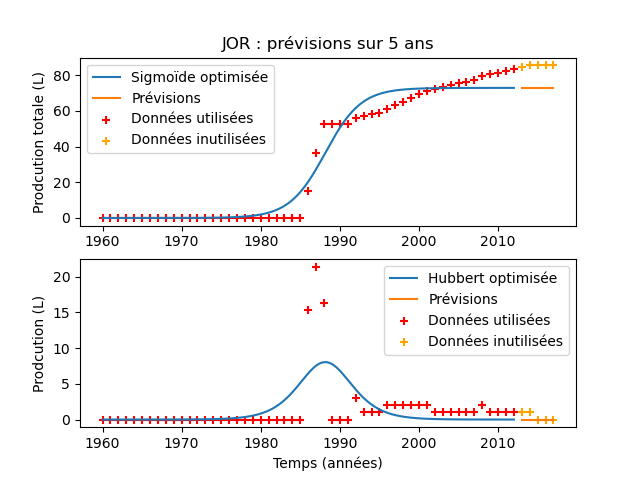 JOR : prévisions sur 5 ans
Prodcution totale (L)
80
60
40
20
0
Sigmoïde optimisée
Prévisions
Données utilisées
Données inutilisées
1960 1970 1980 1990 2000 2010
Prodcution (L)
20
15
10
5
0
Hubbert optimisée
Prévisions
Données utilisées
Données inutilisées
1960 1970 1980 1990 2000 2010
Temps (années)